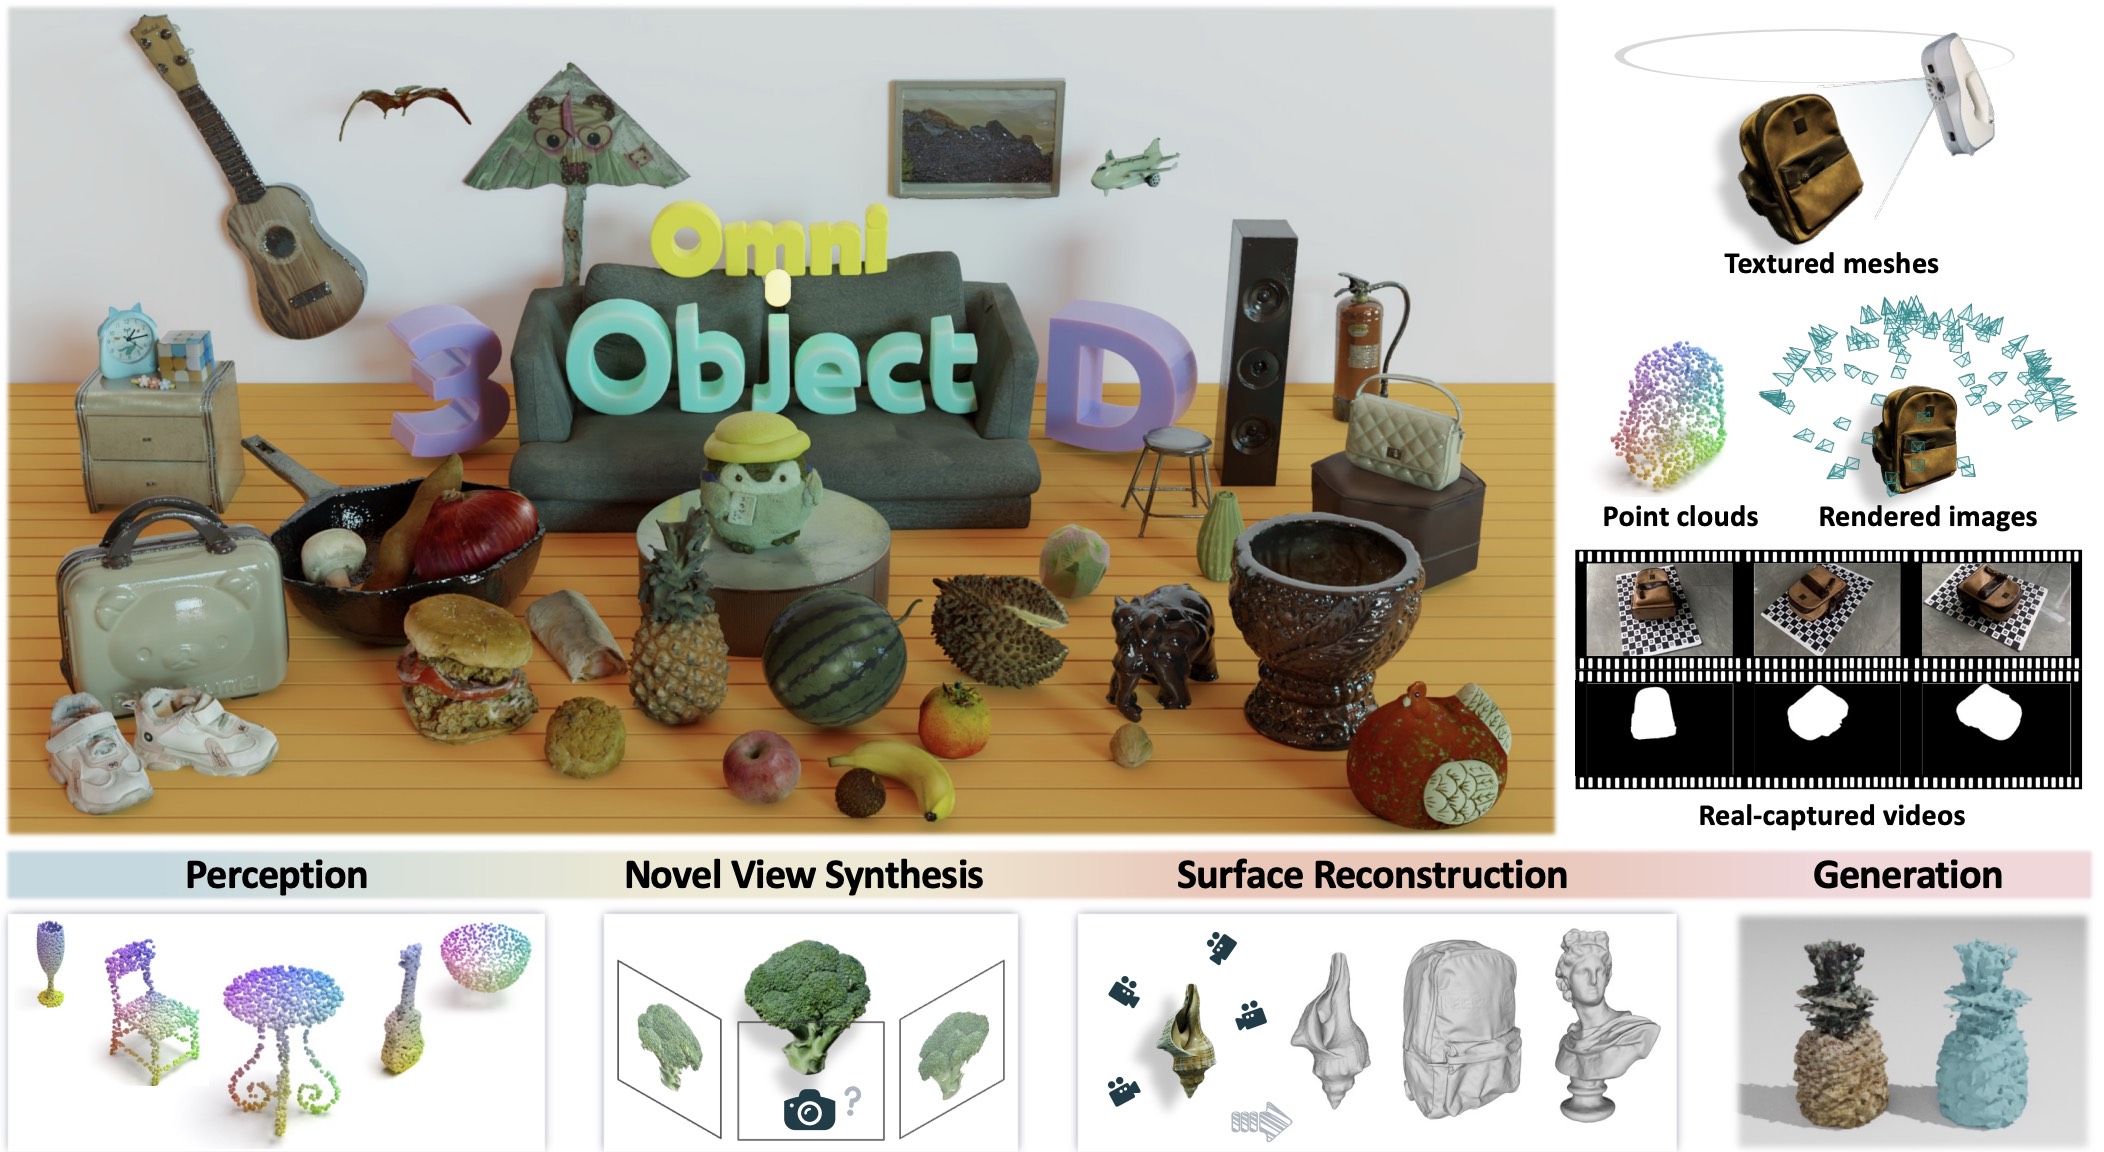 Omni
Object
3
D
Textured meshes
Point clouds
Rendered images
Real-captured videos
Perception
Novel View Synthesis
Surface Reconstruction
Generation
?